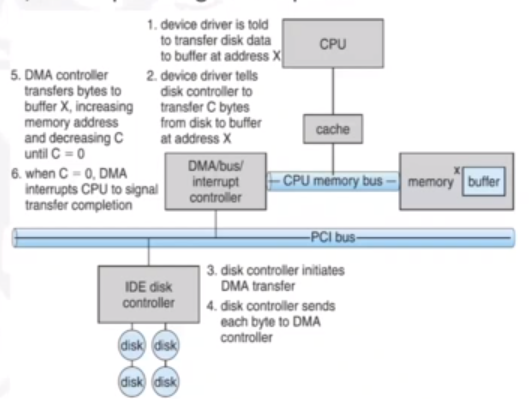 1. device driver is told
to transfer disk data
to buffer at address X
CPU
5. DMA controller
transfers bytes to
buffer X, increasing
memory address
and decreasing C
until C = 0
2. device driver tells
disk controller to
transfer C bytes
from disk to buffer
at address X
cache
6. when C = 0, DMA
interrupts CPU to signal
transfer completion
DMA/bus/
interrupt
controller
CPU memory bus
memory
x
buffer
PCI bus
IDE disk
controller
3. disk controller initiates
DMA transfer
4. disk controller sends
each byte to DMA
controller
disk
disk
disk
disk